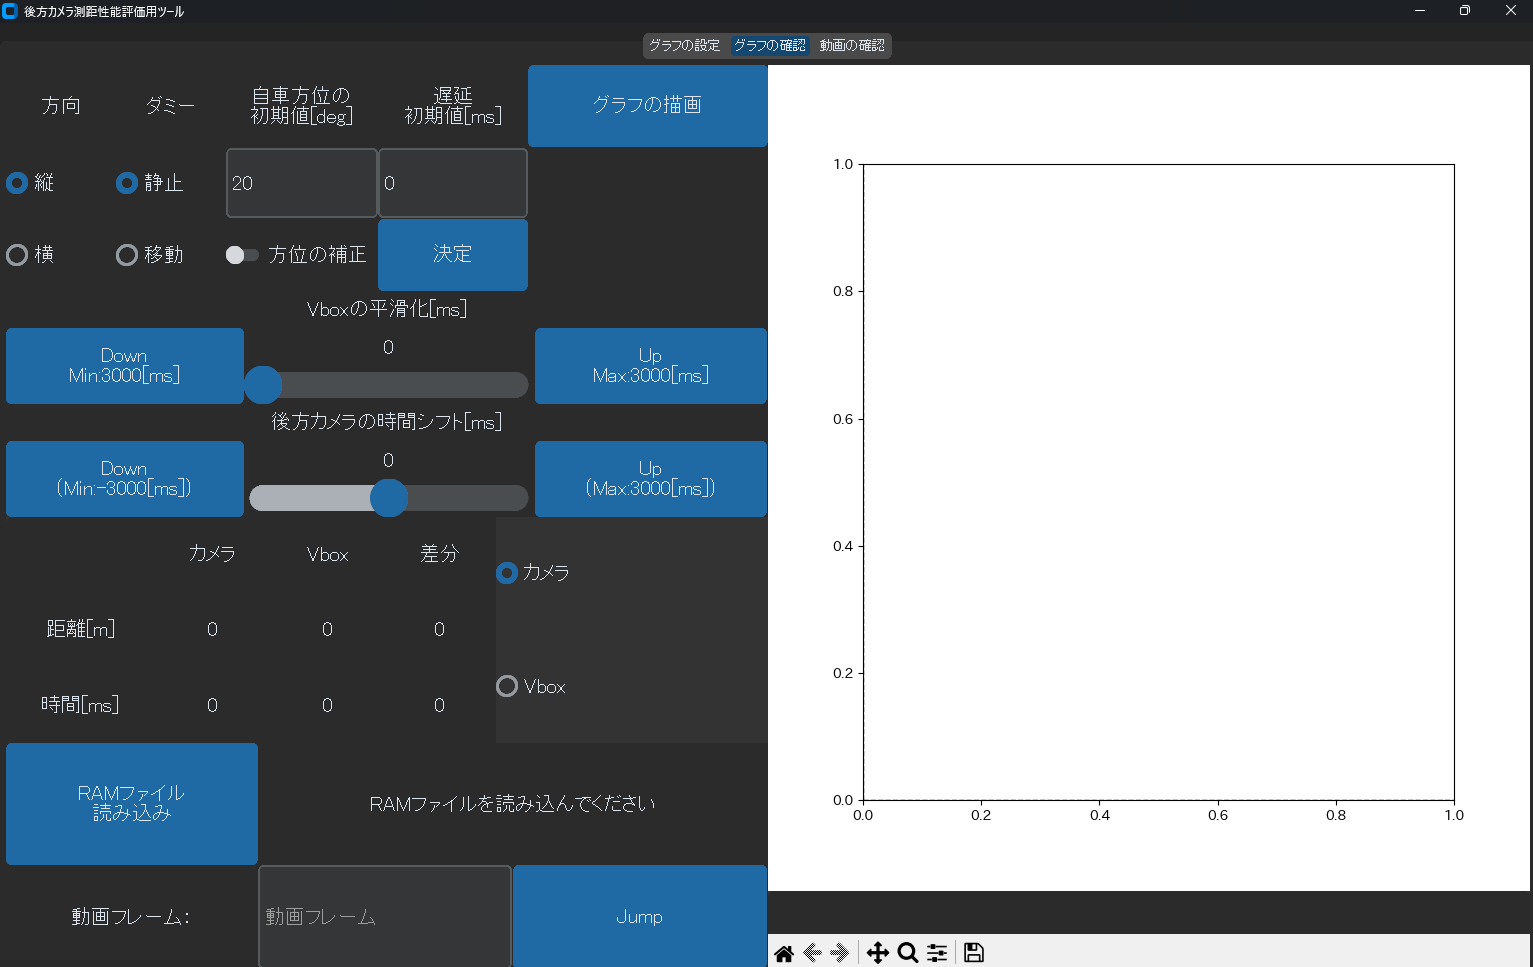 後方カメラ測距性能評価用ツール
グラフの設定 グラフの確認 動画の確認
方向
ダミー
自車方位の
初期値[deg]
遅延
初期値[ms]
グラフの描画
縦
静止
20
0
横
移動
方位の補正
決定
Vboxの平滑化[ms]
Down
Min:3000[ms]
0
Up
Max:3000[ms]
後方カメラの時間シフト[ms]
Down
(Min:-3000[ms])
0
Up
(Max:3000[ms])
カメラ Vbox 差分
カメラ
距離[m] 0 0 0
Vbox
時間[ms] 0 0 0
RAMファイル
読み込み
RAMファイルを読み込んでください
動画フレーム:
動画フレーム
Jump
1.0
0.8
0.6
0.4
0.2
0.0
0.0 0.2 0.4 0.6 0.8 1.0